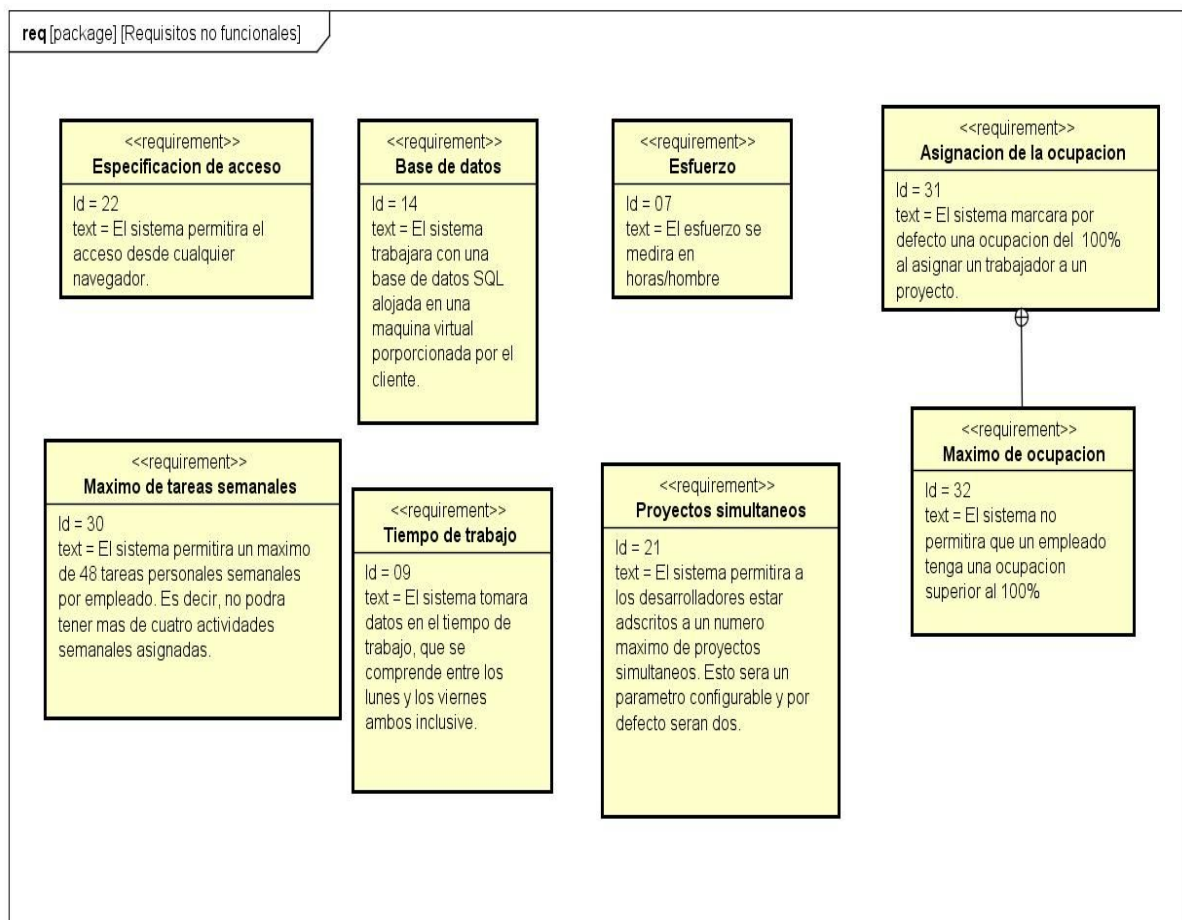 req [package] [Requisitos no funcionales]
<<requirement>>
Especificacion de acceso
Id = 22
text = El sistema permitira el
acceso desde cualquier
navegador.
<<requirement>>
Base de datos
Id = 14
text = El sistema
trabajara con una
base de datos SQL
alojada en una
maquina virtual
porporcionada por el
cliente.
<<requirement>>
Esfuerzo
Id = 07
text = El esfuerzo se
medira en
horas/hombre
<<requirement>>
Asignacion de la ocupacion
Id = 31
text = El sistema marcara por
defecto una ocupacion del 100%
al asignar un trabajador a un
proyecto.
<<requirement>>
Maximo de tareas semanales
Id = 30
text = El sistema permitira un maximo
de 48 tareas personales semanales
por empleado. Es decir, no podra
tener mas de cuatro actividades
semanales asignadas.
<<requirement>>
Tiempo de trabajo
Id = 09
text = El sistema tomara
datos en el tiempo de
trabajo, que se
comprende entre los
lunes y los viernes
ambos inclusive.
<<requirement>>
Proyectos simultaneos
Id = 21
text = El sistema permitira a
los desarrolladores estar
adscritos a un numero
maximo de proyectos
simultaneos. Esto sera un
parametro configurable y por
defecto seran dos.
<<requirement>>
Maximo de ocupacion
Id = 32
text = El sistema no
permitira que un empleado
tenga una ocupacion
superior al 100%